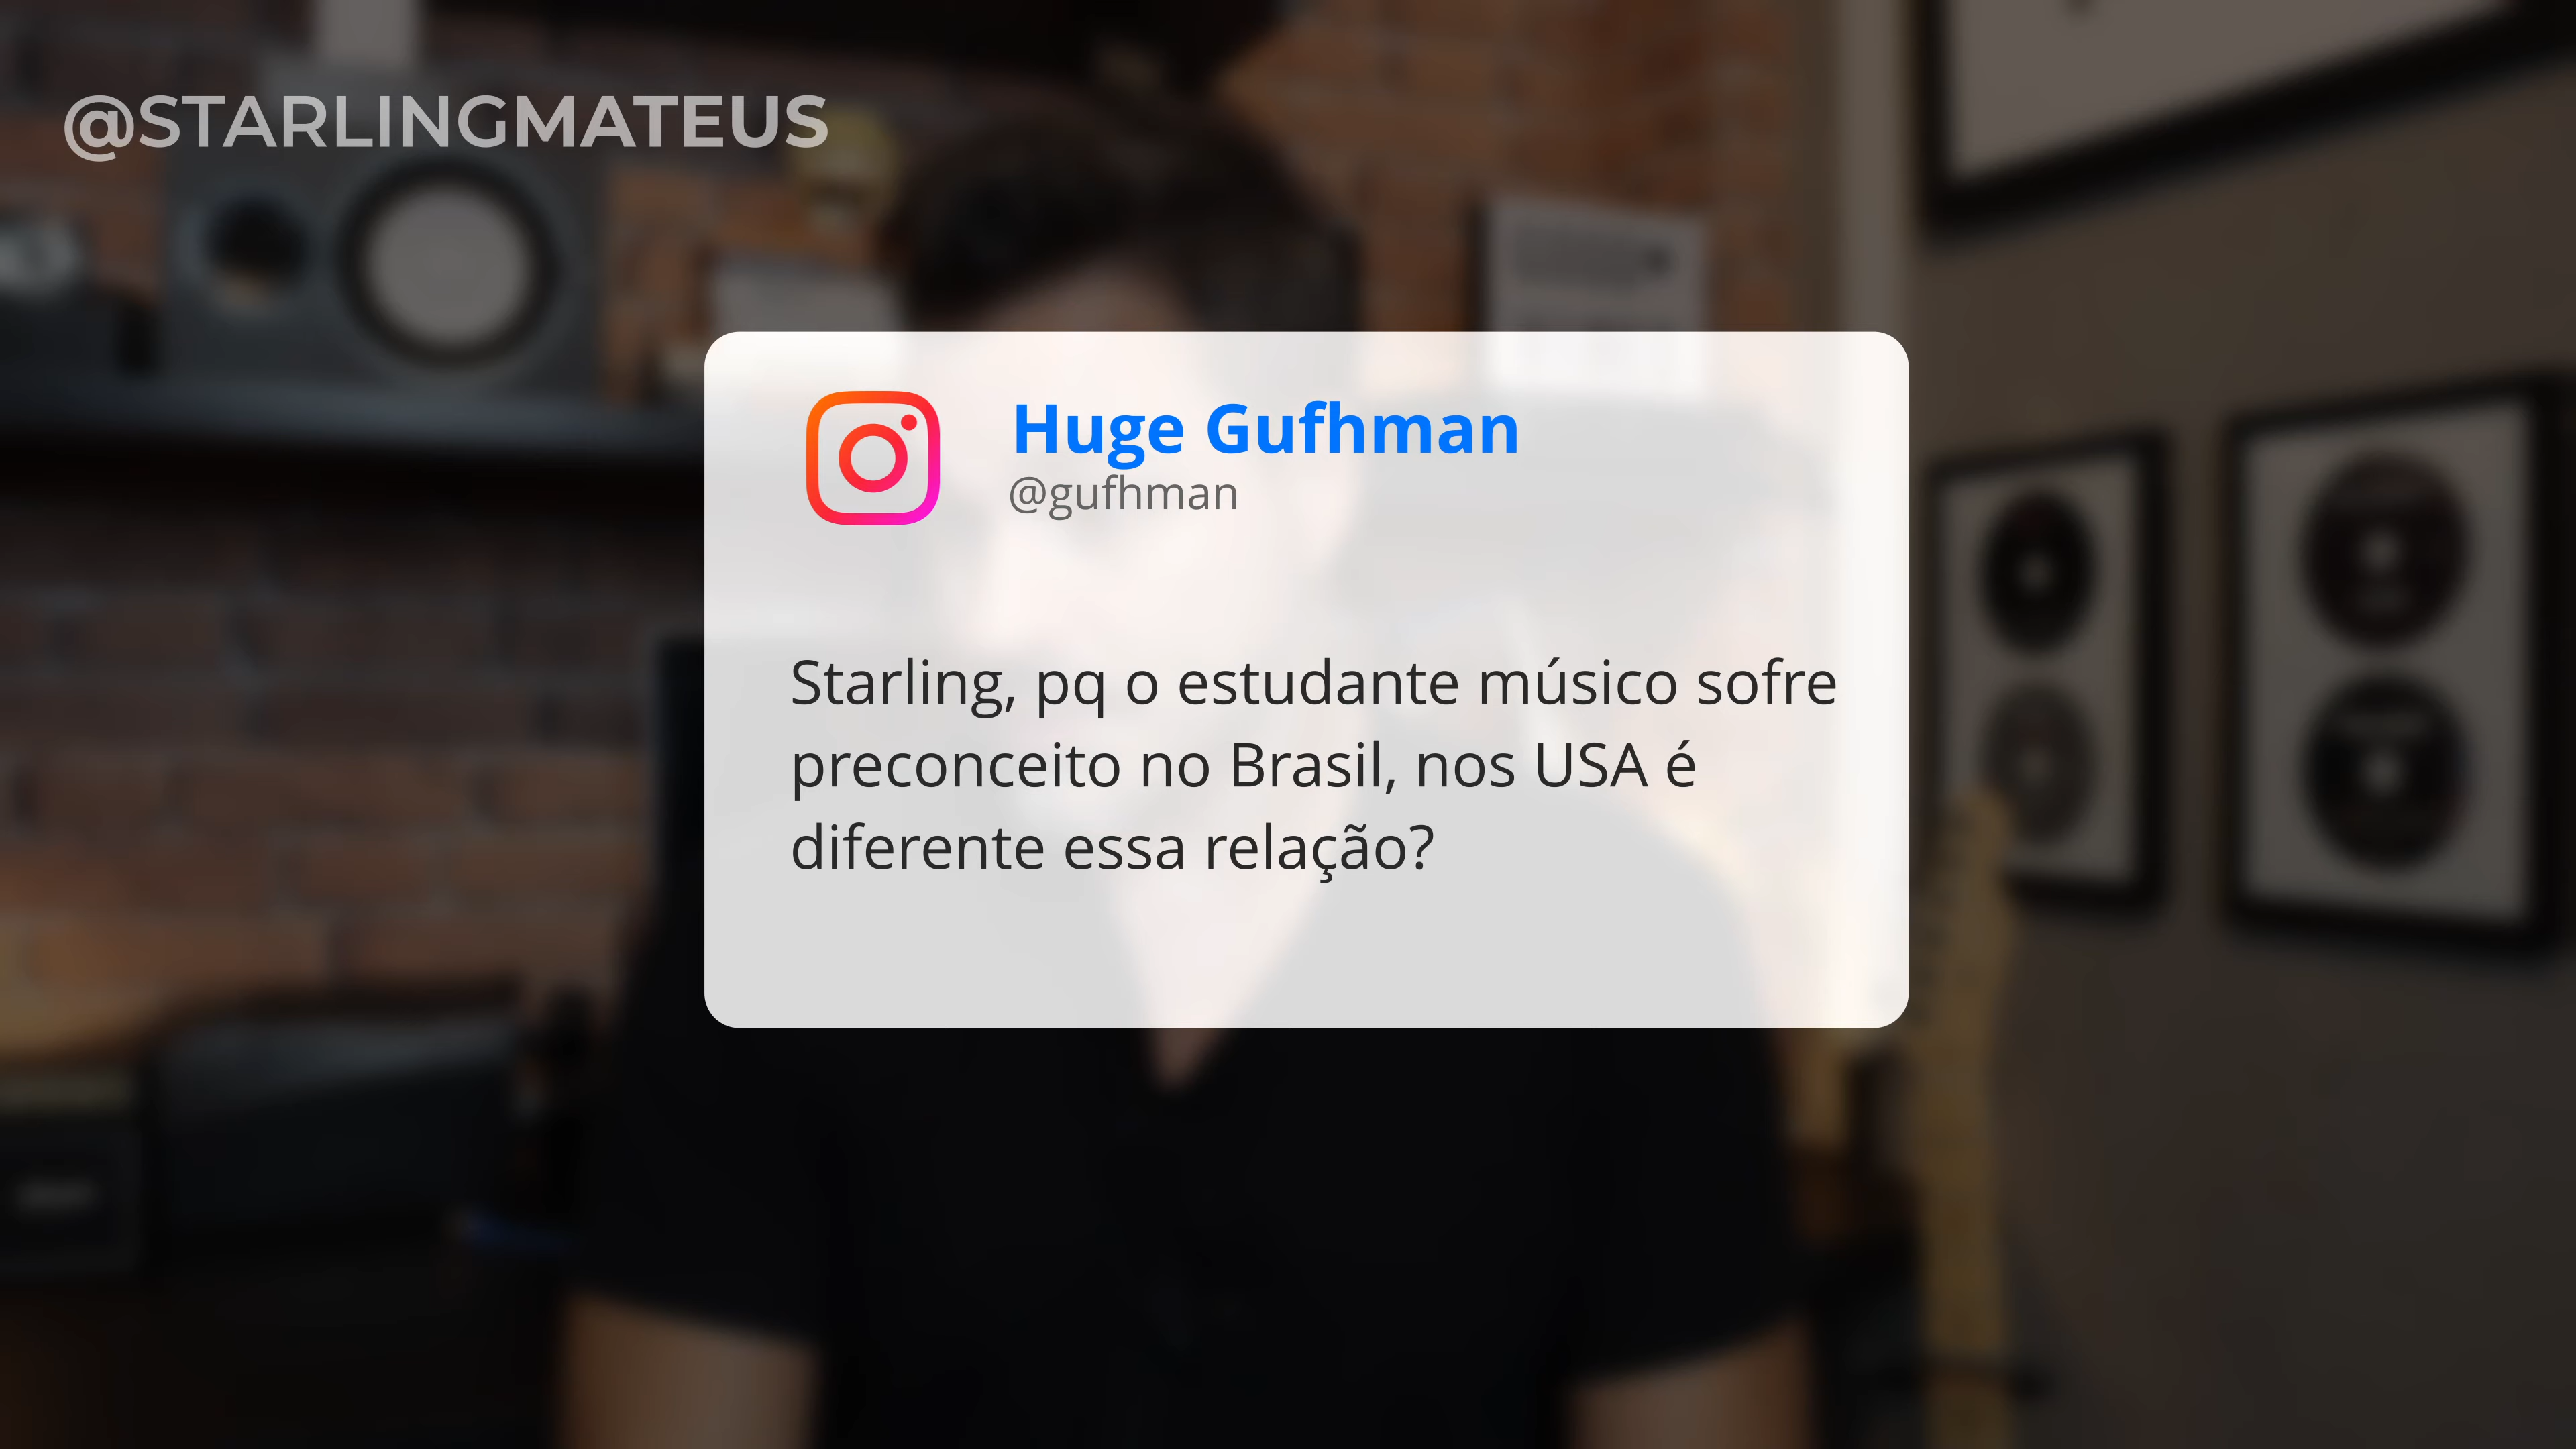 @STARLINGMATEUS
Huge Gufhman
@gufhman
Starling, pq o estudante músico sofre
preconceito no Brasil, nos USA é
diferente essa relação?